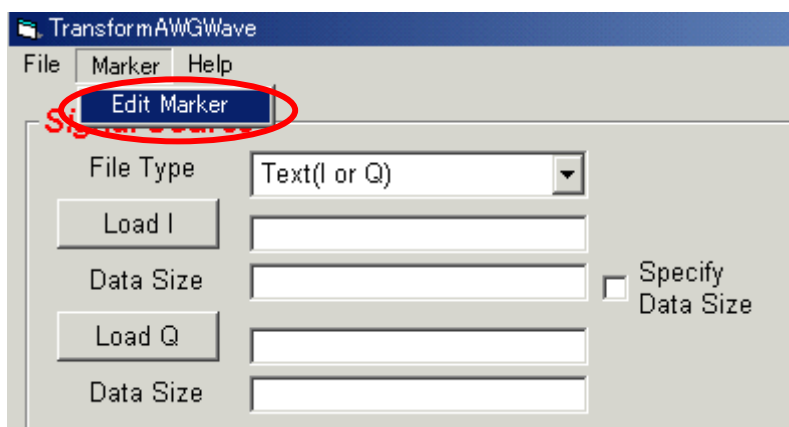 TransformAWGWave
File Marker Help
Edit Marker
File Type Text(I or Q)
Load I
Data Size Specify
Data Size
Load Q
Data Size